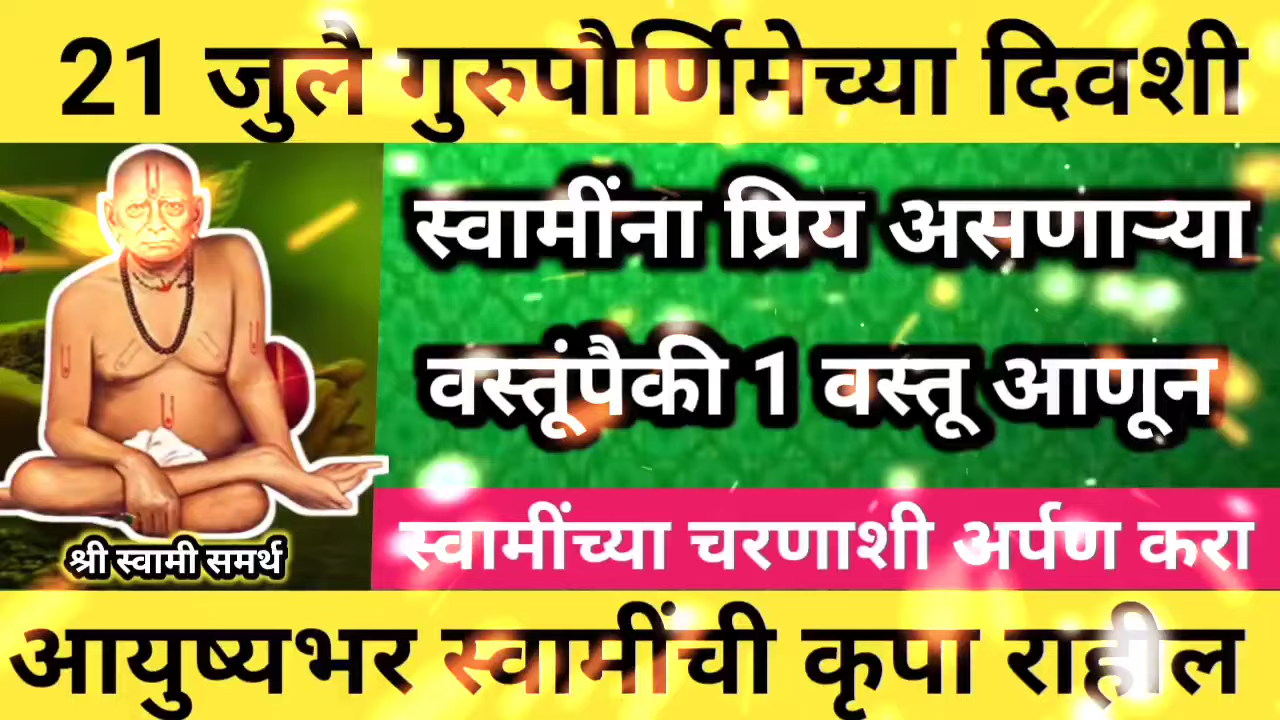 21 जुलै गुरुपौर्णिमेच्या दिवशी
स्वामींना प्रिय असणाऱ्या
वस्तूंपैकी 1 वस्तू आणून
श्री स्वामी समर्थ
स्वामींच्या चरणाशी अर्पण करा
आयुष्यभर स्वामींची कृपा राहील